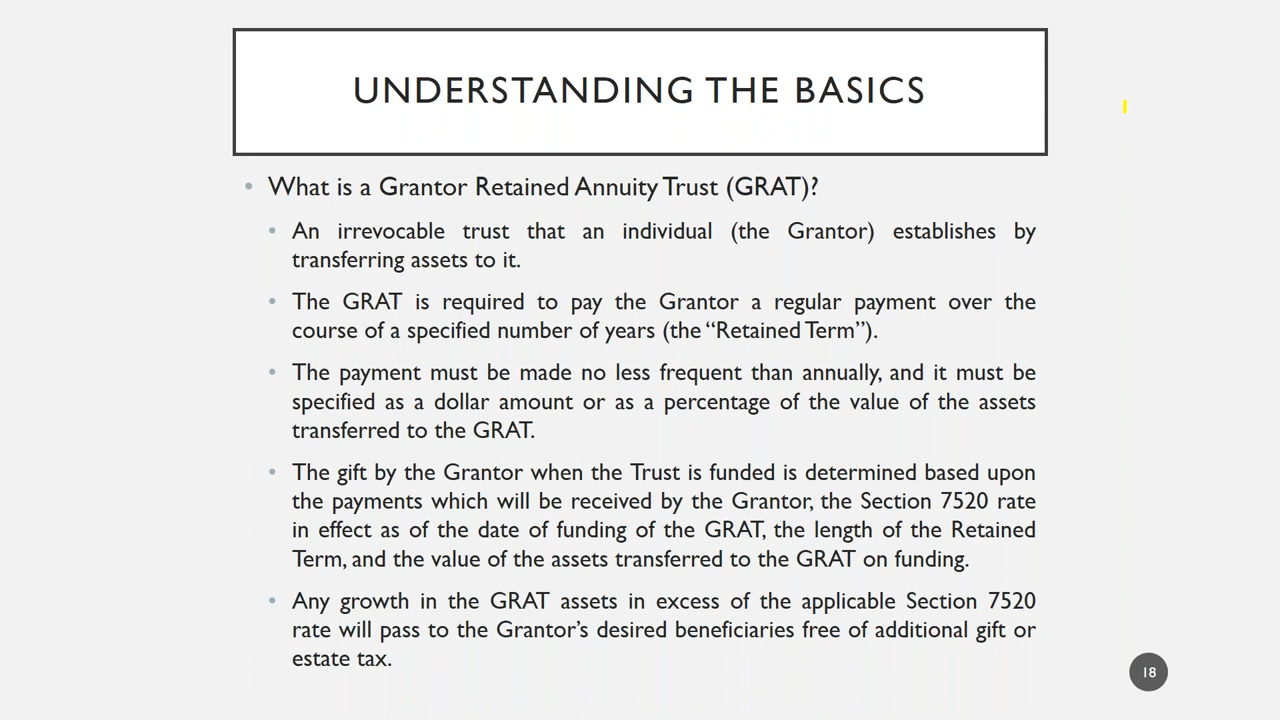 UNDERSTANDING THE BASICS
• What is a Grantor Retained Annuity Trust (GRAT)?
• An irrevocable trust that an individual (the Grantor) establishes by
transferring assets to it.
• The GRAT is required to pay the Grantor a regular payment over the
course of a specified number of years (the “Retained Term”).
• The payment must be made no less frequent than annually, and it must be
specified as a dollar amount or as a percentage of the value of the assets
transferred to the GRAT.
• The gift by the Grantor when the Trust is funded is determined based upon
the payments which will be received by the Grantor, the Section 7520 rate
in effect as of the date of funding of the GRAT, the length of the Retained
Term, and the value of the assets transferred to the GRAT on funding.
• Any growth in the GRAT assets in excess of the applicable Section 7520
rate will pass to the Grantor’s desired beneficiaries free of additional gift or
estate tax.
18